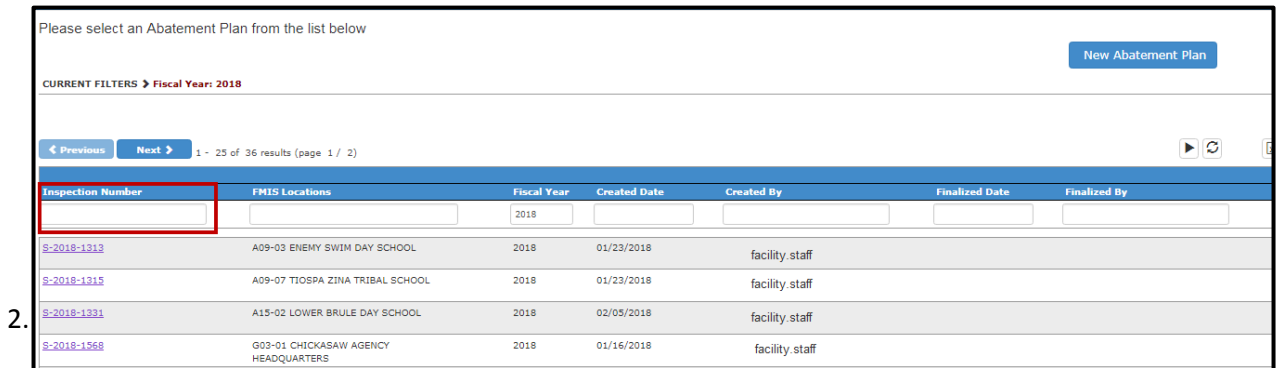 Please select an Abatement Plan from the list below
New Abatement Plan
CURRENT FILTERS ❯ Fiscal Year: 2018
❮ Previous Next ❯ 1 - 25 of 36 results (page 1 / 2)
Inspection Number FMIS Locations Fiscal Year Created Date Created By Finalized Date Finalized By
2018
S-2018-1313 A09-03 ENEMY SWIM DAY SCHOOL 2018 01/23/2018 facility.staff
S-2018-1315 A09-07 TIOSPA ZINA TRIBAL SCHOOL 2018 01/23/2018 facility.staff
2. S-2018-1331 A15-02 LOWER BRULE DAY SCHOOL 2018 02/05/2018 facility.staff
S-2018-1568 G03-01 CHICKASAW AGENCY 2018 01/16/2018 facility.staff
HEADQUARTERS